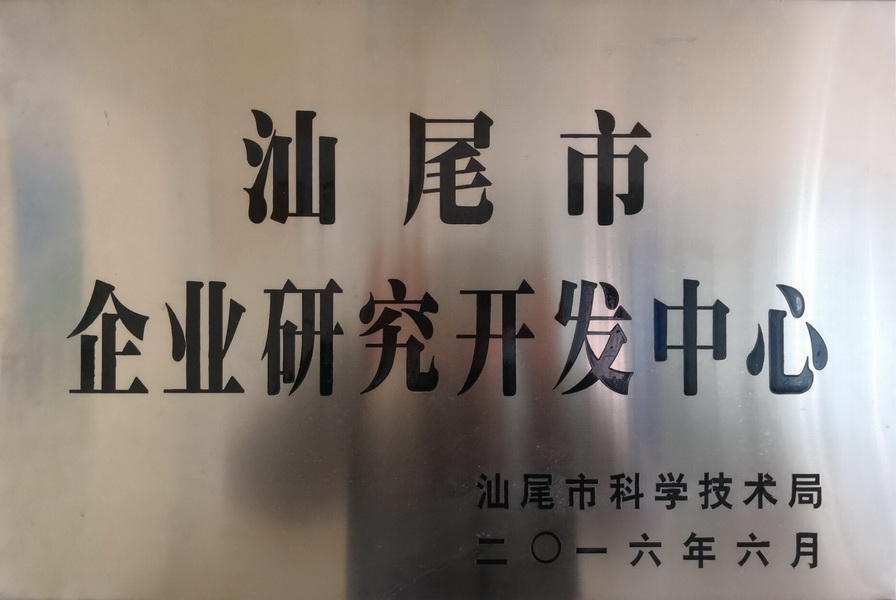 汕尾市
企业研究开发中心
汕尾市科学技术局
二〇一六年六月